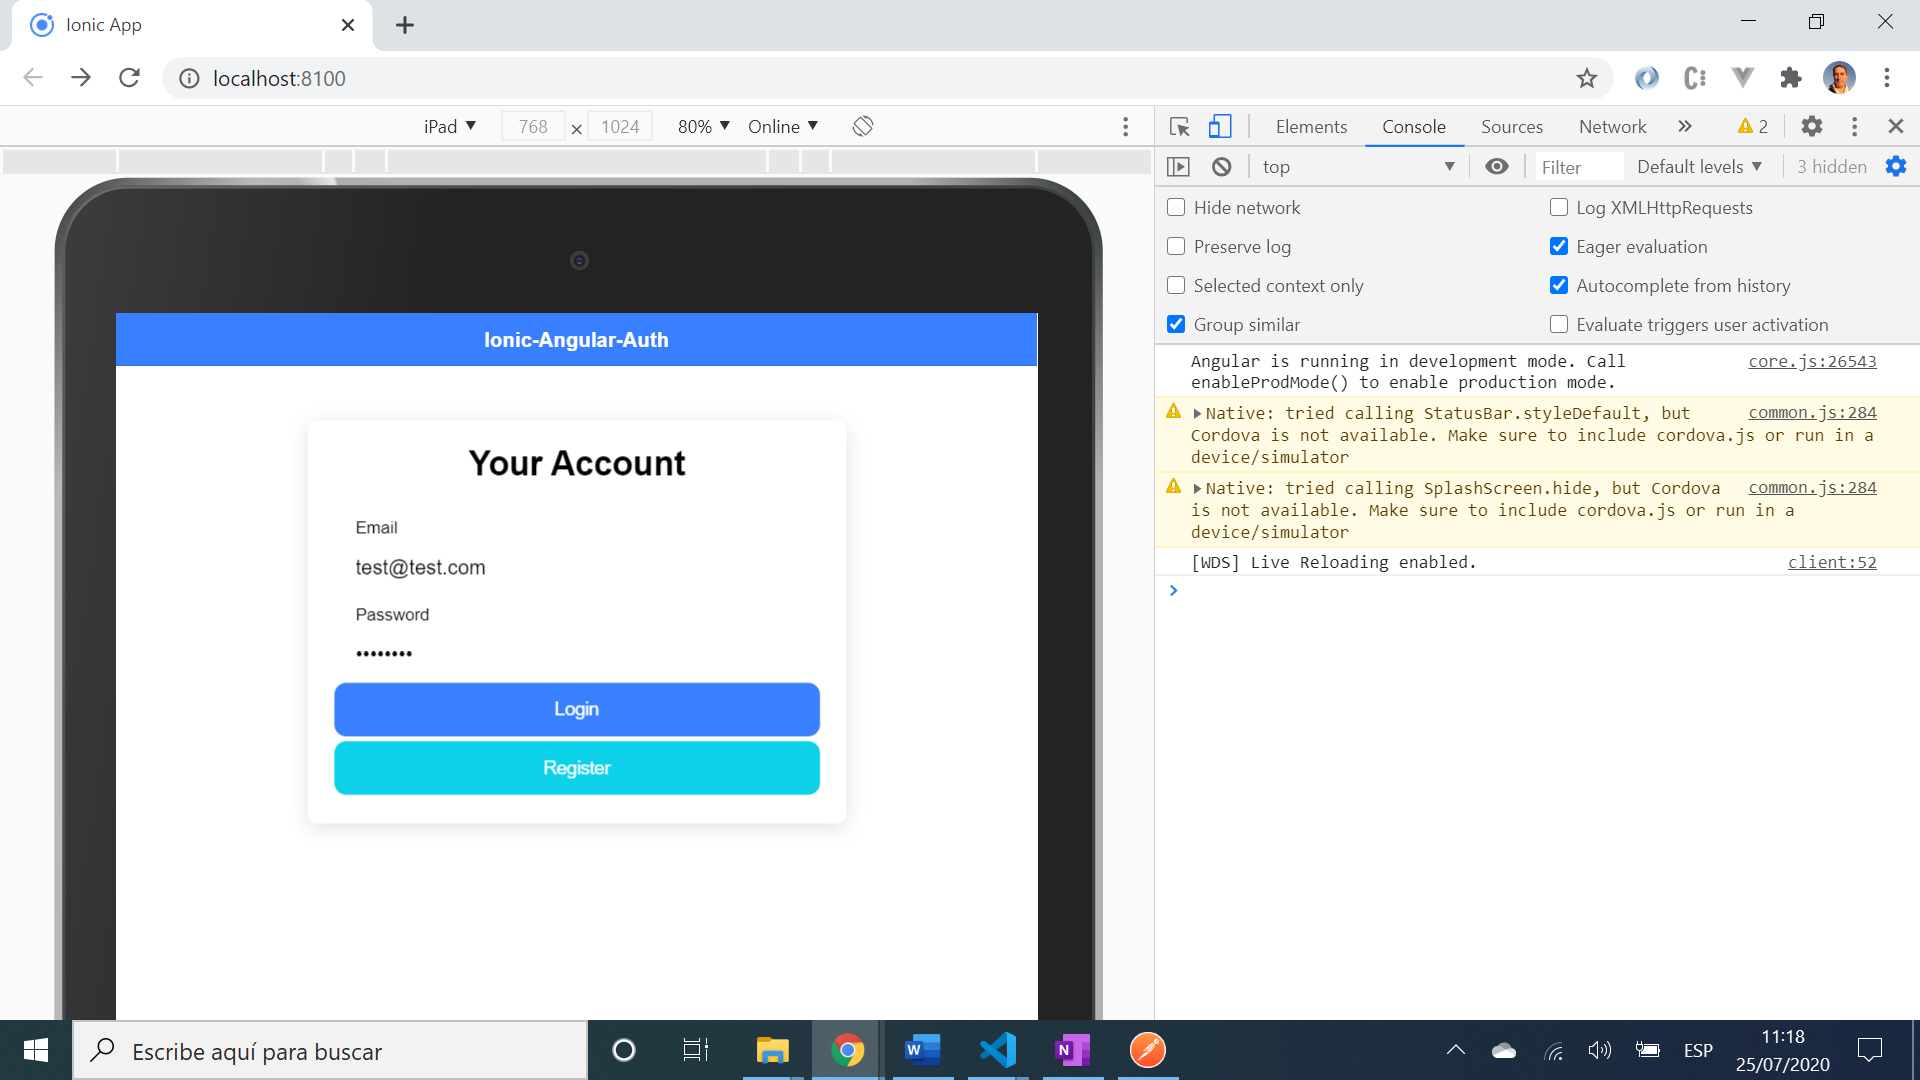 Ionic App
localhost:8100
iPad ▼ 768 × 1024 80% ▼ Online ▼
Elements Console Sources Network » 2
top ▼ Filter Default levels ▼ 3 hidden
Hide network Log XMLHttpRequests
Preserve log Eager evaluation
Selected context only Autocomplete from history
Group similar Evaluate triggers user activation
Angular is running in development mode. Call core.js:26543
enableProdMode() to enable production mode.
Native: tried calling StatusBar.styleDefault, but common.js:284
Cordova is not available. Make sure to include cordova.js or run in a
device/simulator
Native: tried calling SplashScreen.hide, but Cordova common.js:284
is not available. Make sure to include cordova.js or run in a
device/simulator
[WDS] Live Reloading enabled. client:52
Ionic-Angular-Auth
Your Account
Email
test@test.com
Password
••••••••
Login
Register
Escribe aquí para buscar
ESP
11:18
25/07/2020